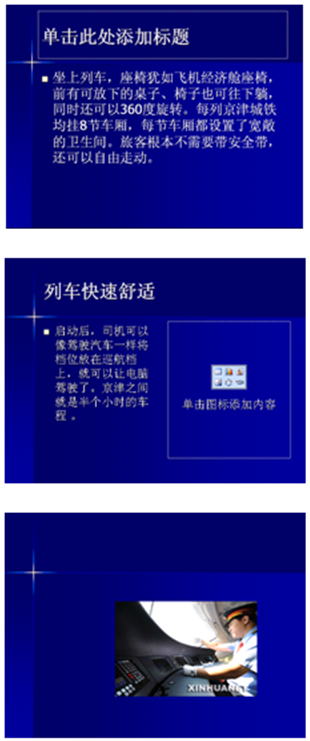 单击此处添加标题
坐上列车，座椅犹如飞机经济舱座椅，
前有可放下的桌子、椅子也可往下躺，
同时还可以360度旋转。每列京津城铁
均挂8节车厢，每节车厢都设置了宽敞
的卫生间。旅客根本不需要带安全带，
还可以自由走动。
列车快速舒适
启动后，司机可以
像驾驶汽车一样将
档位放在巡航档
上，就可以让电脑
驾驶了。京津之间
就是半个小时的车
程 。
单击图标添加内容